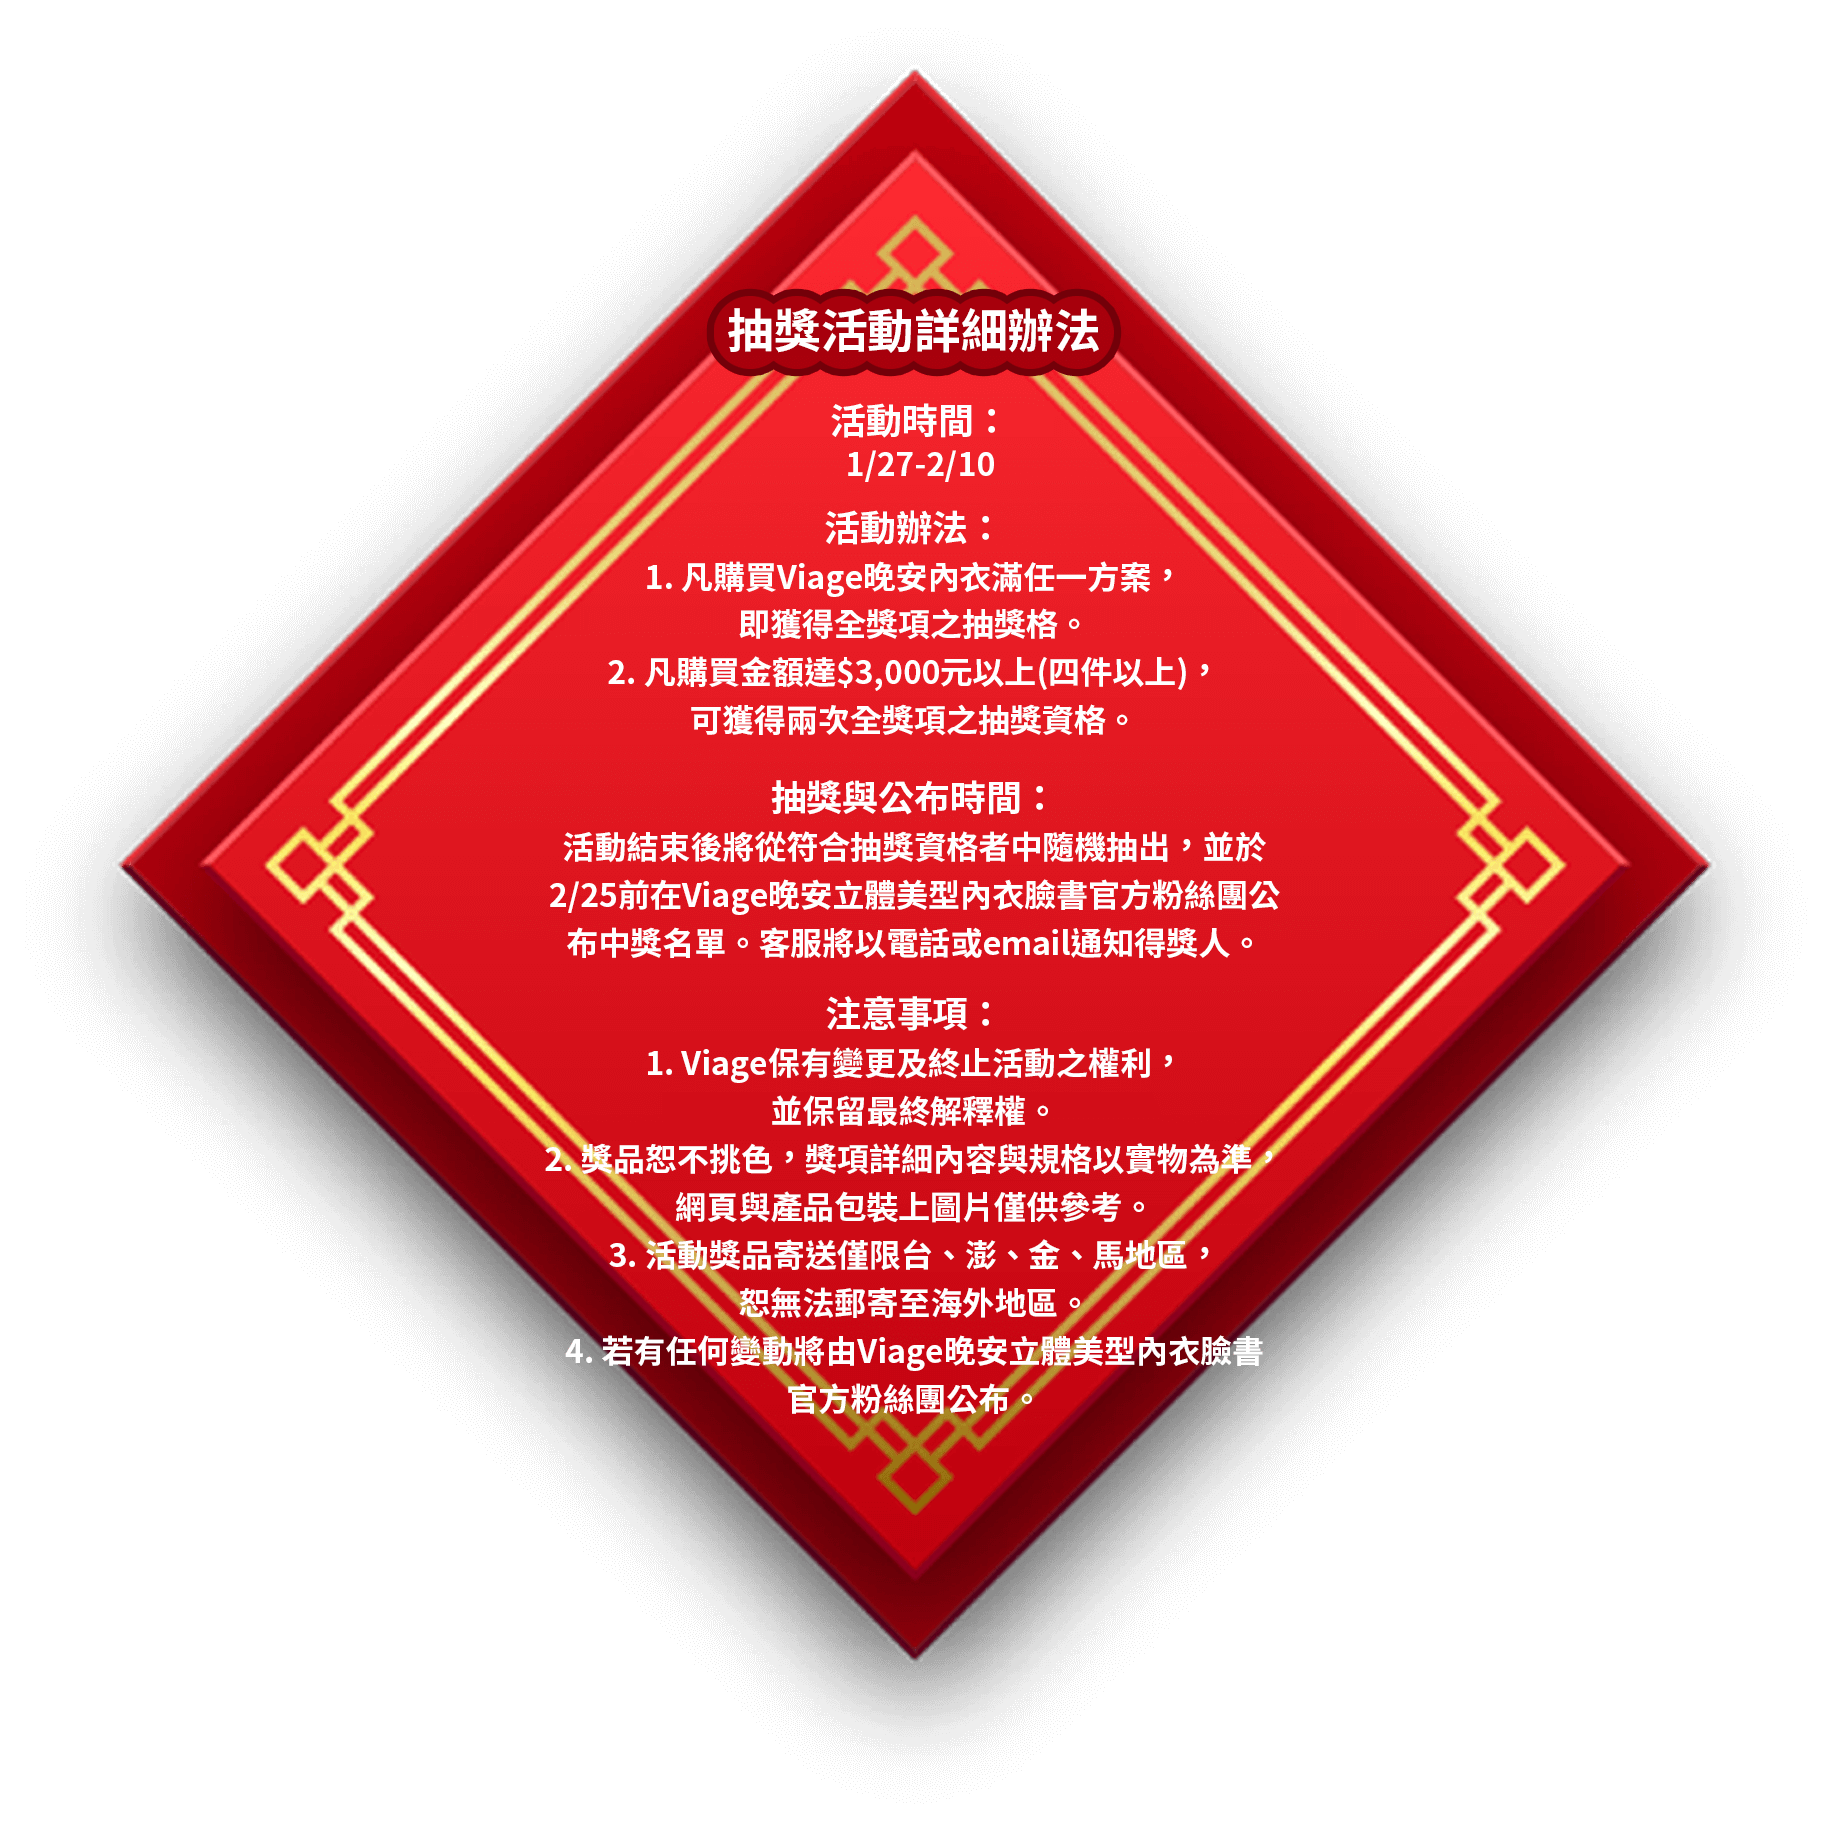 抽獎活動詳細辦法
活動時間：
1/27-2/10
活動辦法：
1. 凡購買Viage晚安內衣滿任一方案，
即獲得全獎項之抽獎格。
2. 凡購買金額達$3,000元以上(四件以上)，
可獲得兩次全獎項之抽獎資格。
抽獎與公布時間：
活動結束後將從符合抽獎資格者中隨機抽出，並於
2/25前在Viage晚安立體美型內衣臉書官方粉絲團公
布中獎名單。客服將以電話或email通知得獎人。
注意事項：
1. Viage保有變更及終止活動之權利，
並保留最終解釋權。
2. 獎品恕不挑色，獎項詳細內容與規格以實物為準，
網頁與產品包裝上圖片僅供參考。
3. 活動獎品寄送僅限台、澎、金、馬地區，
恕無法郵寄至海外地區。
4. 若有任何變動將由Viage晚安立體美型內衣臉書
官方粉絲團公布。